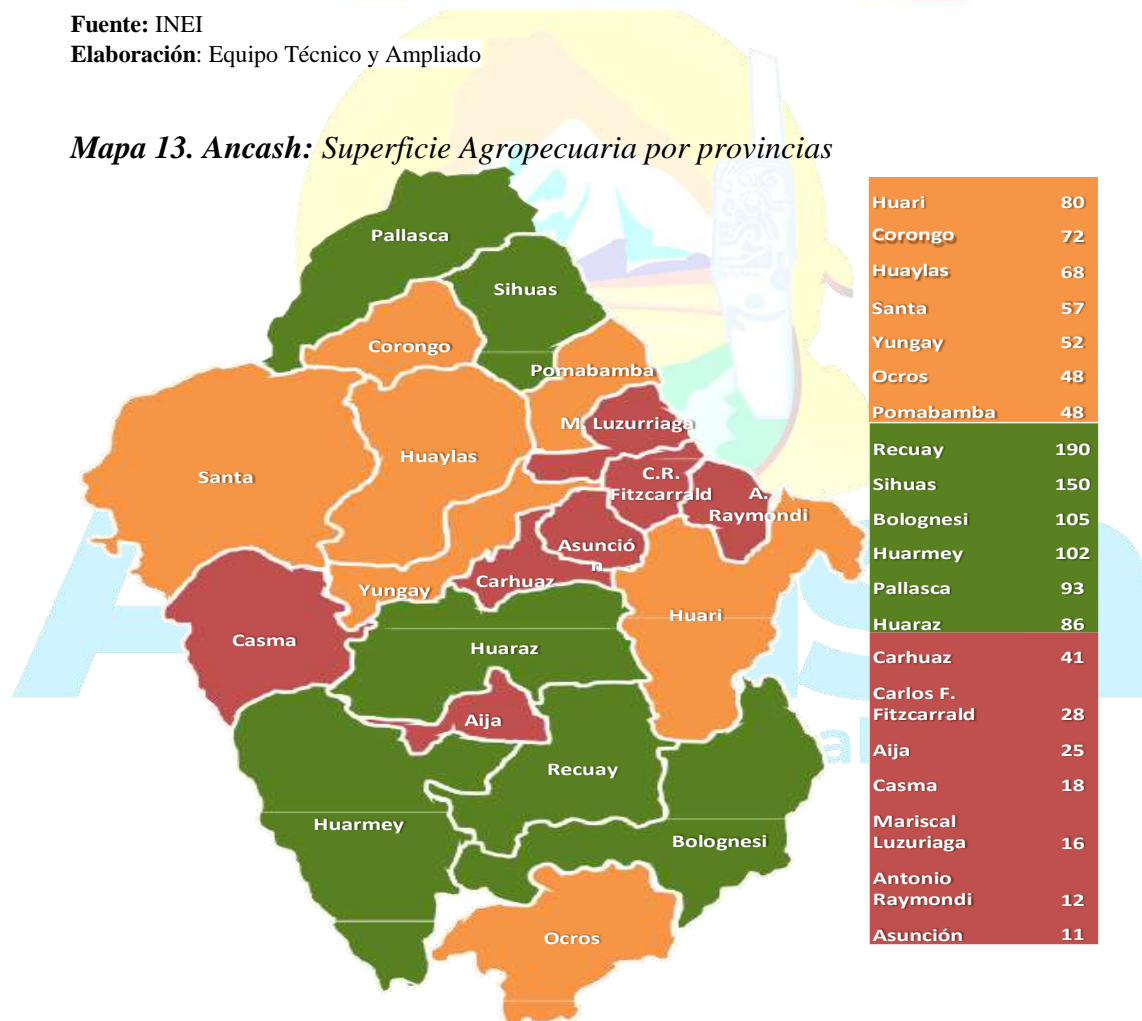 Fuente: INEI
Elaboración: Equipo Técnico y Ampliado
Mapa 13. Ancash: Superficie Agropecuaria por provincias
Pallasca
Sihuas
Corongo
Pomabamba
M. Luzurriaga
Santa
Huaylas
C.R.
Fitzcarrald
A.
Raymondi
Asunción
Carhuaz
Yungay
Huari
Casma
Huaraz
Aija
Recuay
Huarmey
Bolognesi
Ocros
Huari 80
Corongo 72
Huaylas 68
Santa 57
Yungay 52
Ocros 48
Pomabamba 48
Recuay 190
Sihuas 150
Bolognesi 105
Huarmey 102
Pallasca 93
Huaraz 86
Carhuaz 41
Carlos F.
Fitzcarrald 28
Aija 25
Casma 18
Mariscal
Luzuriaga 16
Antonio
Raymondi 12
Asunción 11